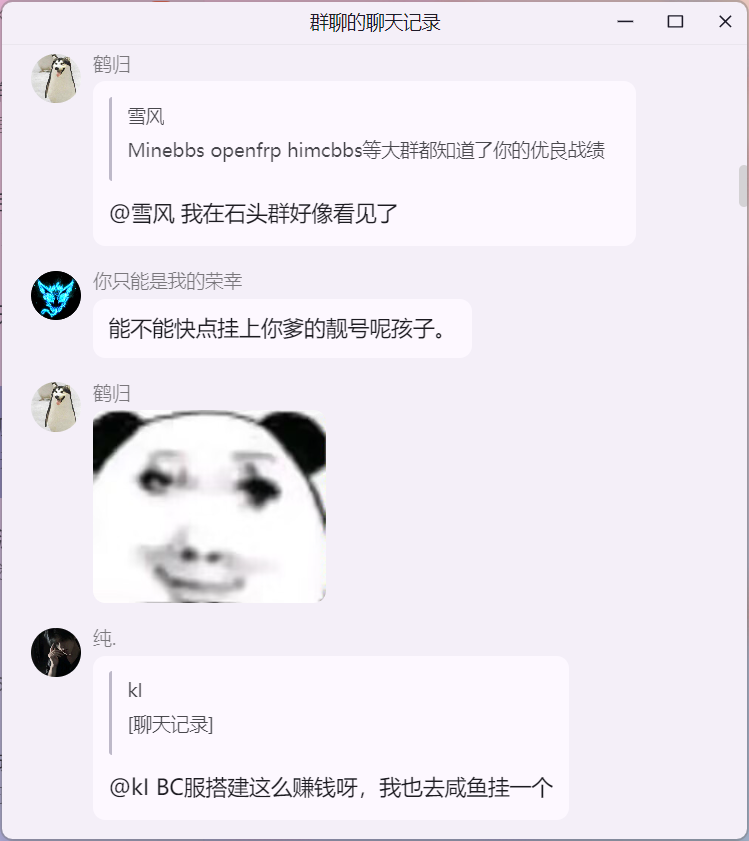 群聊的聊天记录
鹤归
雪风
Minebbs openfrp himcbbs等大群都知道了你的优良战绩
@雪风 我在石头群好像看见了
你只能是我的荣幸
能不能快点挂上你爹的靓号呢孩子。
鹤归
纯.
kl
[聊天记录]
@kl BC服搭建这么赚钱呀，我也去咸鱼挂一个